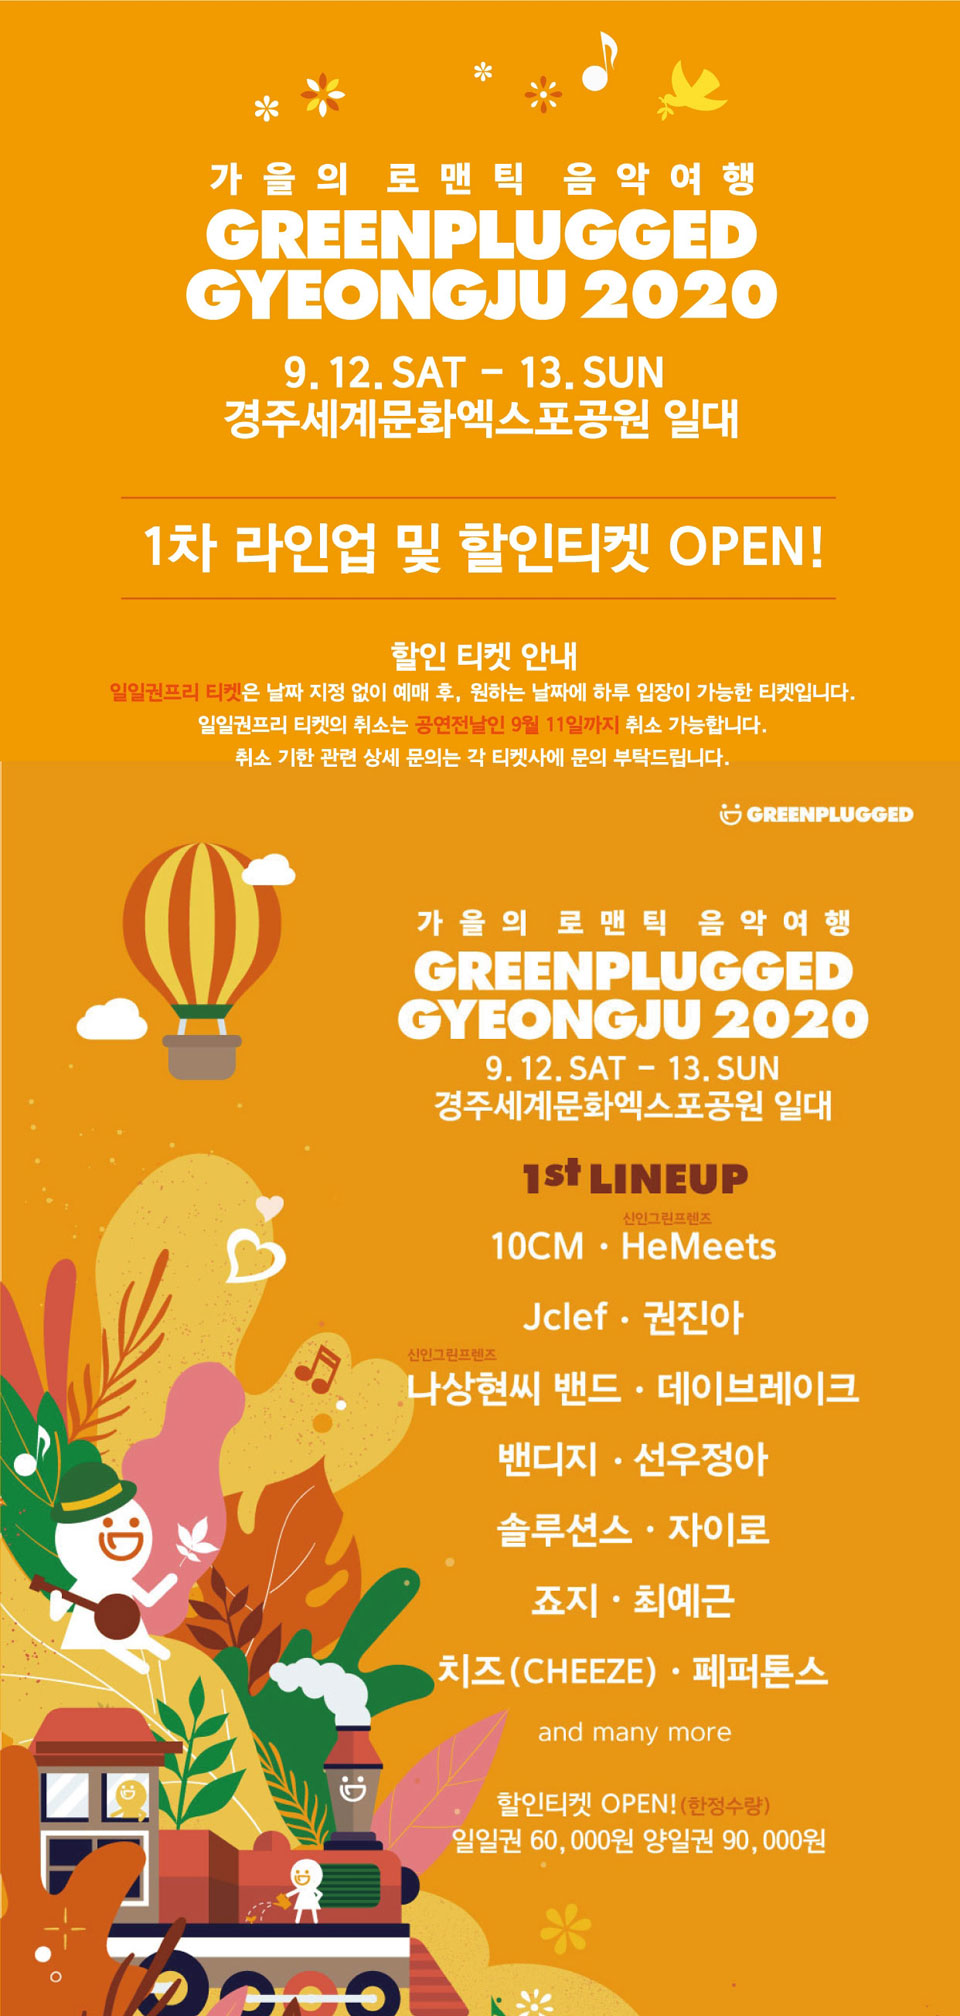 가을의 로맨틱 음악여행
GREENPLUGGED
GYEONGJU 2020
9. 12. SAT - 13. SUN
경주세계문화엑스포공원 일대
1차 라인업 및 할인티켓 OPEN!
할인 티켓 안내
일일권프리 티켓은 날짜 지정 없이 예매 후, 원하는 날짜에 하루 입장이 가능한 티켓입니다.
일일권프리 티켓의 취소는 공연전날인 9월 11일까지 취소 가능합니다.
취소 기한 관련 상세 문의는 각 티켓사에 문의 부탁드립니다.
GREENPLUGGED
가을의 로맨틱 음악여행
GREENPLUGGED
GYEONGJU 2020
9. 12. SAT - 13. SUN
경주세계문화엑스포공원 일대
1st LINEUP
신인그린프렌즈
10CM · HeMeets
Jclef · 권진아
신인그린프렌즈
나상현씨 밴드 · 데이브레이크
밴디지 · 선우정아
솔루션스 · 자이로
죠지 · 최예근
치즈(CHEEZE) · 페퍼톤스
and many more
할인티켓 OPEN!(한정수량)
일일권 60,000원 양일권 90,000원